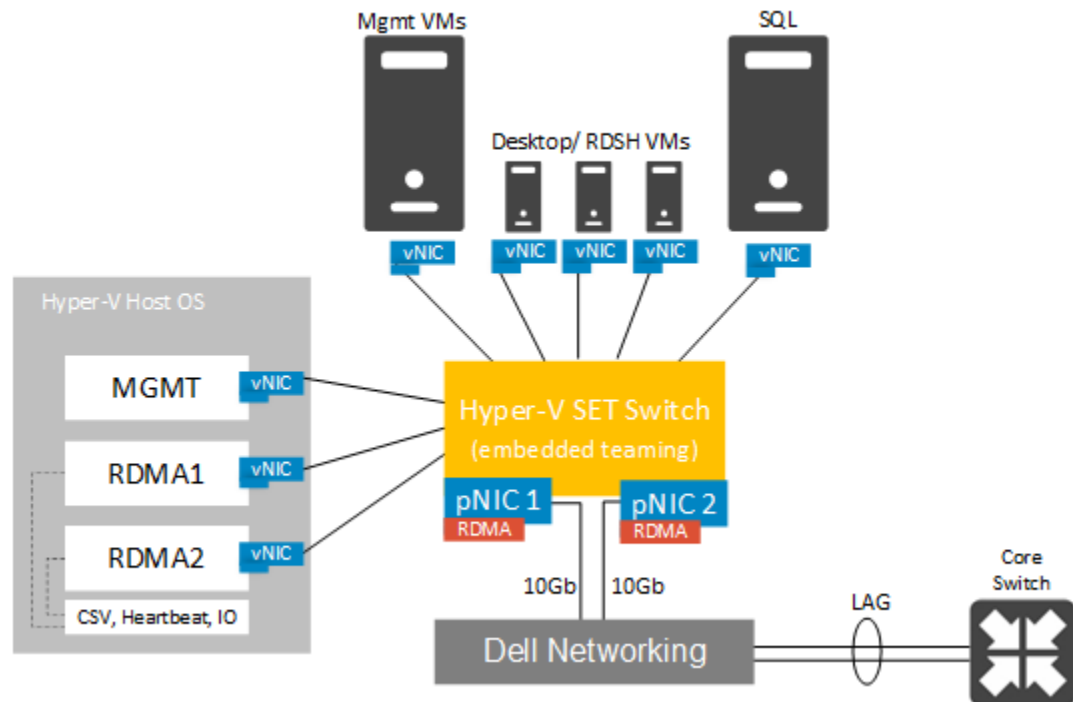 Mgmt VMs
SQL
Desktop/ RDSH VMs
vNIC
vNIC
vNIC
vNIC
vNIC
Hyper-V Host OS
MGMT
vNIC
RDMA1
vNIC
RDMA2
vNIC
CSV, Heartbeat, IO
Hyper-V SET Switch
(embedded teaming)
pNIC 1
RDMA
pNIC 2
RDMA
10Gb
10Gb
Dell Networking
LAG
Core
Switch